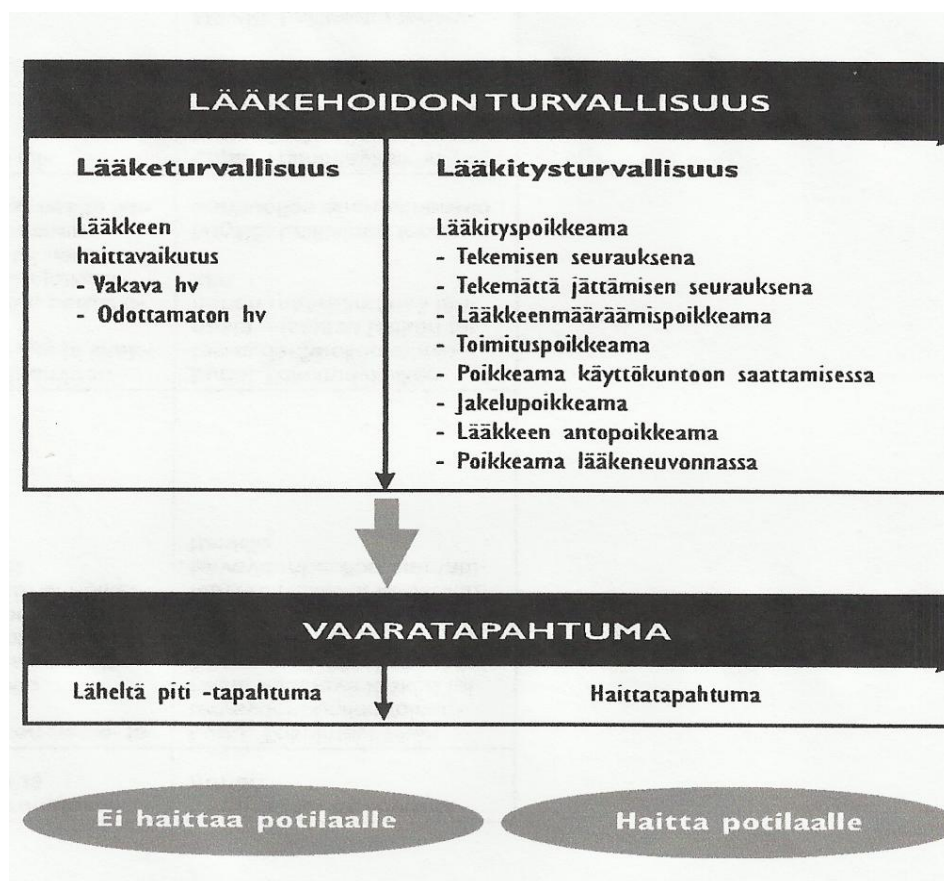 LÄÄKEHOIDON TURVALLISUUS
Lääketurvallisuus
Lääkkeen
haittavaikutus
- Vakava hv
- Odottamaton hv
Lääkitysturvallisuus
Lääkityspoikkeama
- Tekemisen seurauksena
- Tekemättä jättämisen seurauksena
- Lääkkeenmääräämispoikkeama
- Toimituspoikkeama
- Poikkeama käyttökuntoon saattamisessa
- Jakelupoikkeama
- Lääkkeen antopoikkeama
- Poikkeama lääkeneuvonnassa
VAARATAPAHTUMA
Läheltä piti -tapahtuma
Haittatapahtuma
Ei haittaa potilaalle
Haitta potilaalle